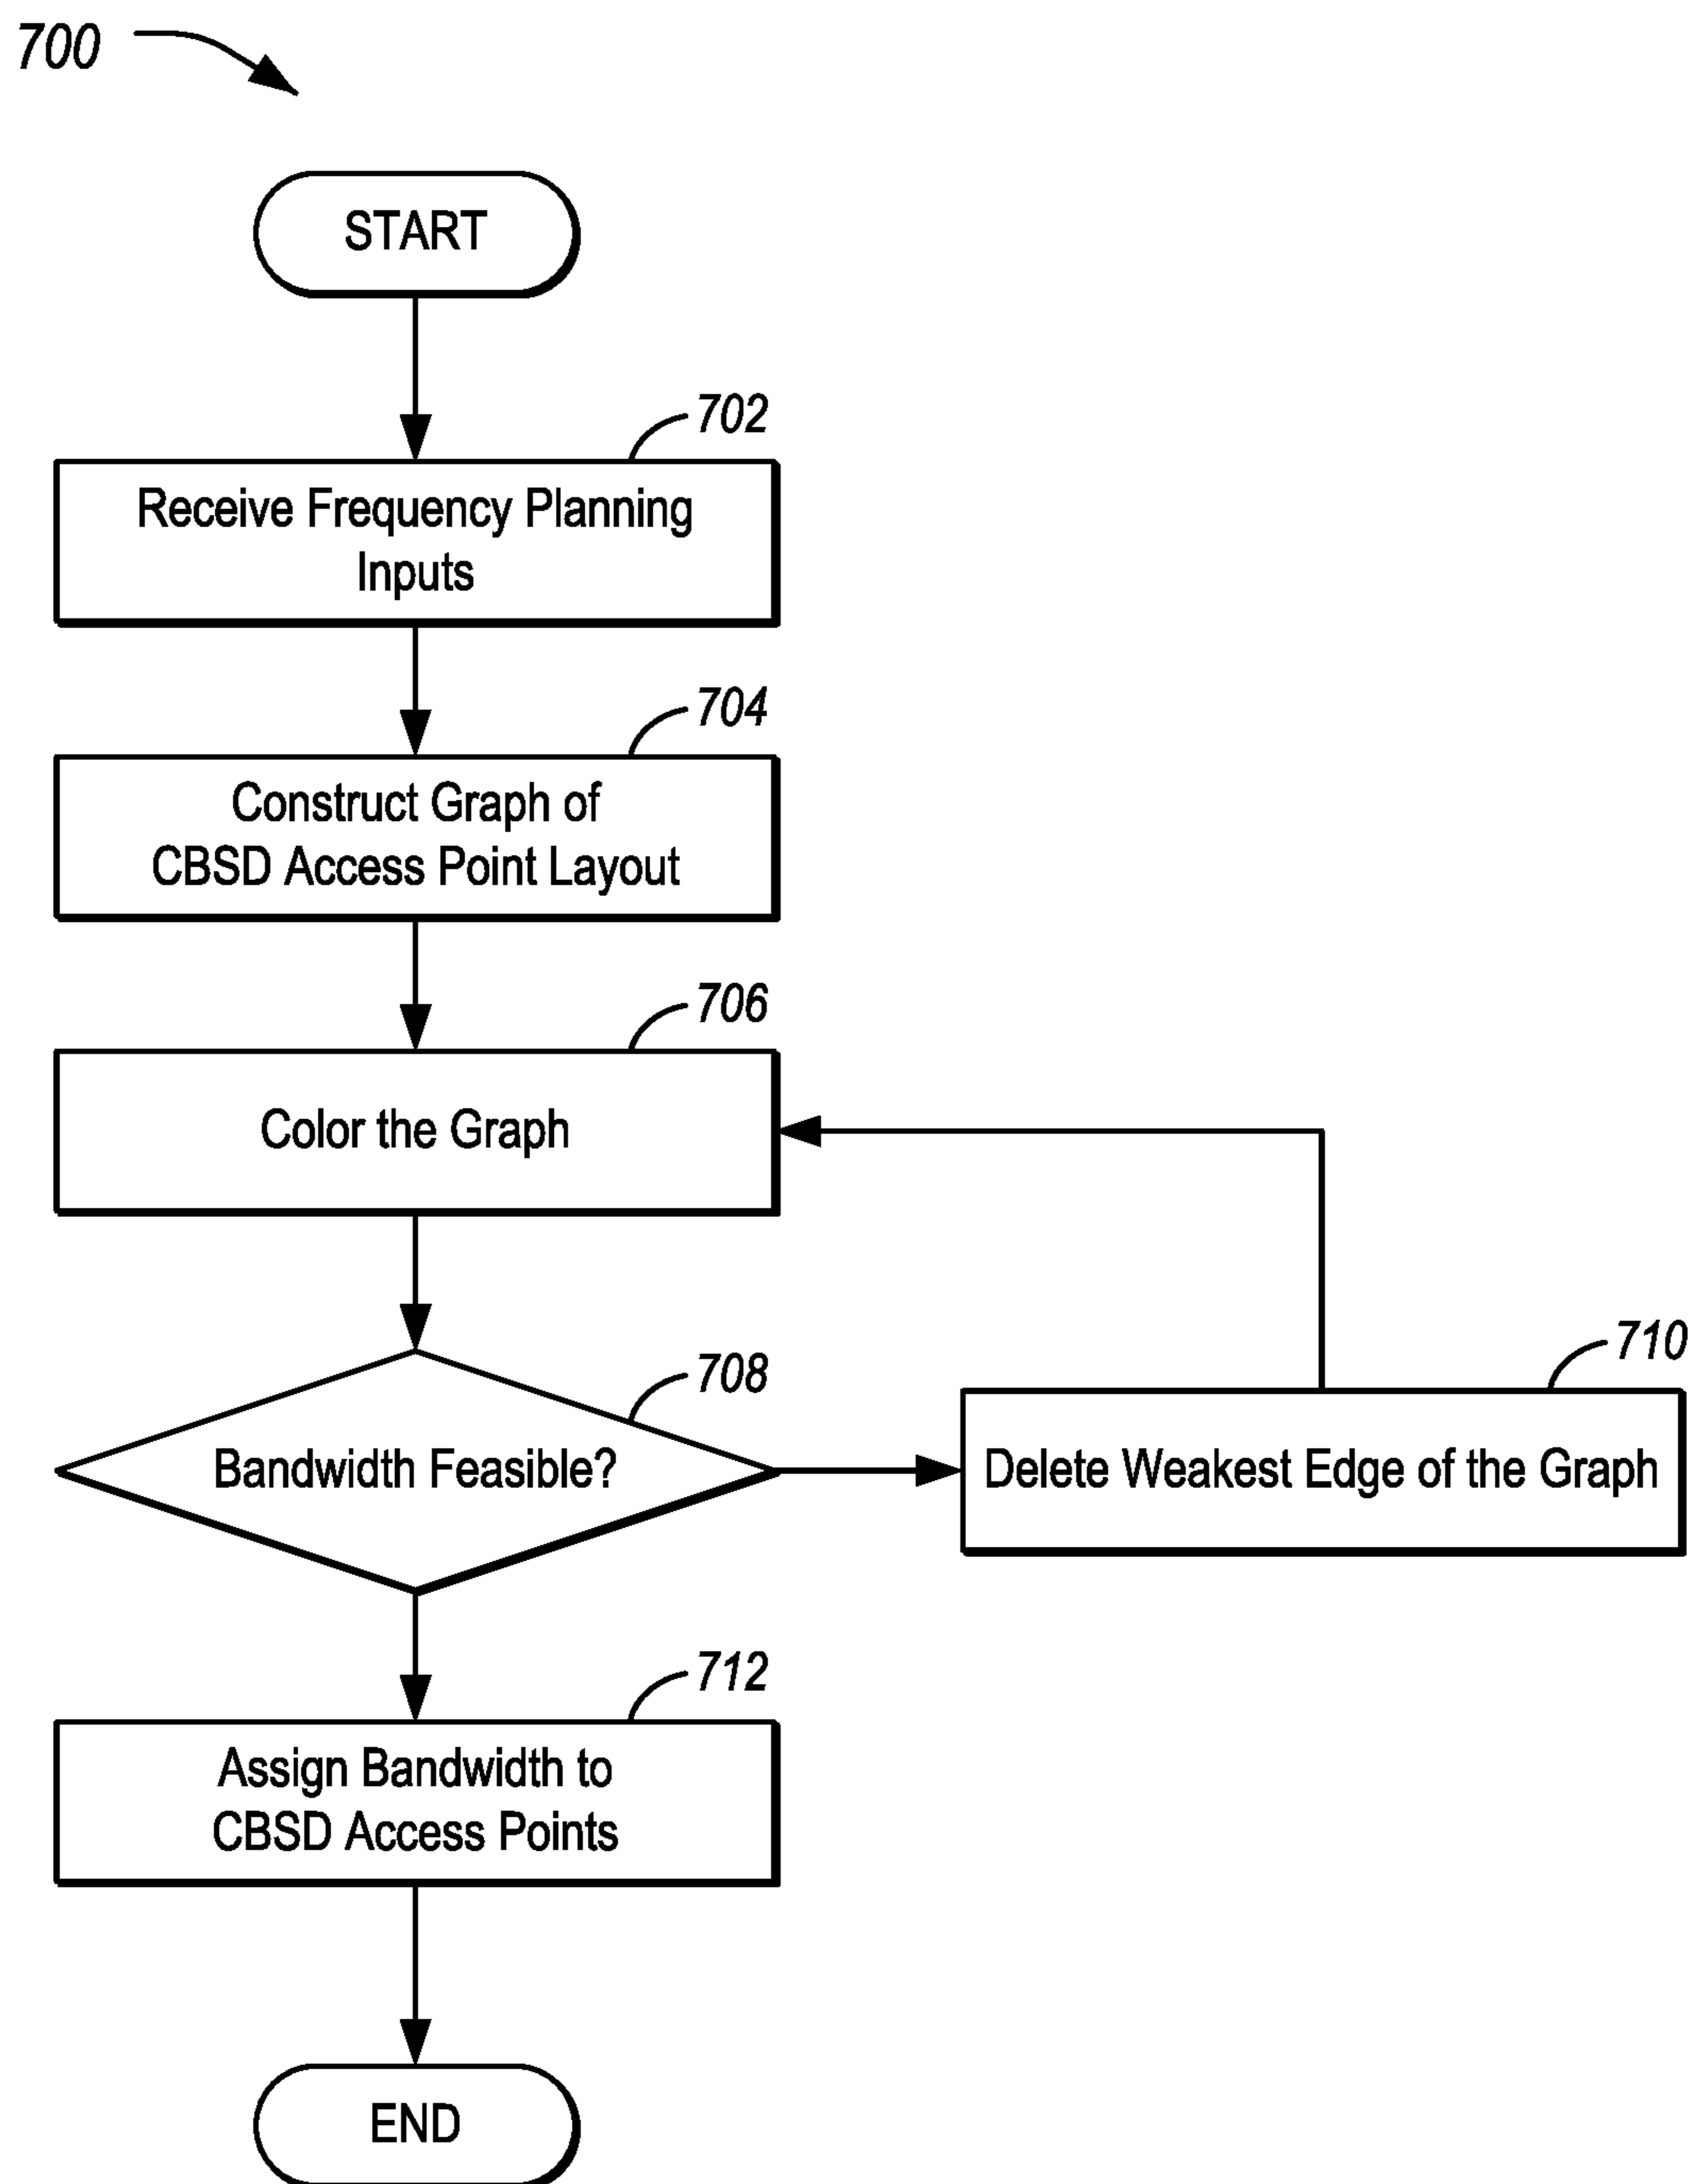 700
START
702
Receive Frequency Planning
Inputs
704
Construct Graph of
CBSD Access Point Layout
706
Color the Graph
708
Bandwidth Feasible?
710
Delete Weakest Edge of the Graph
712
Assign Bandwidth to
CBSD Access Points
END